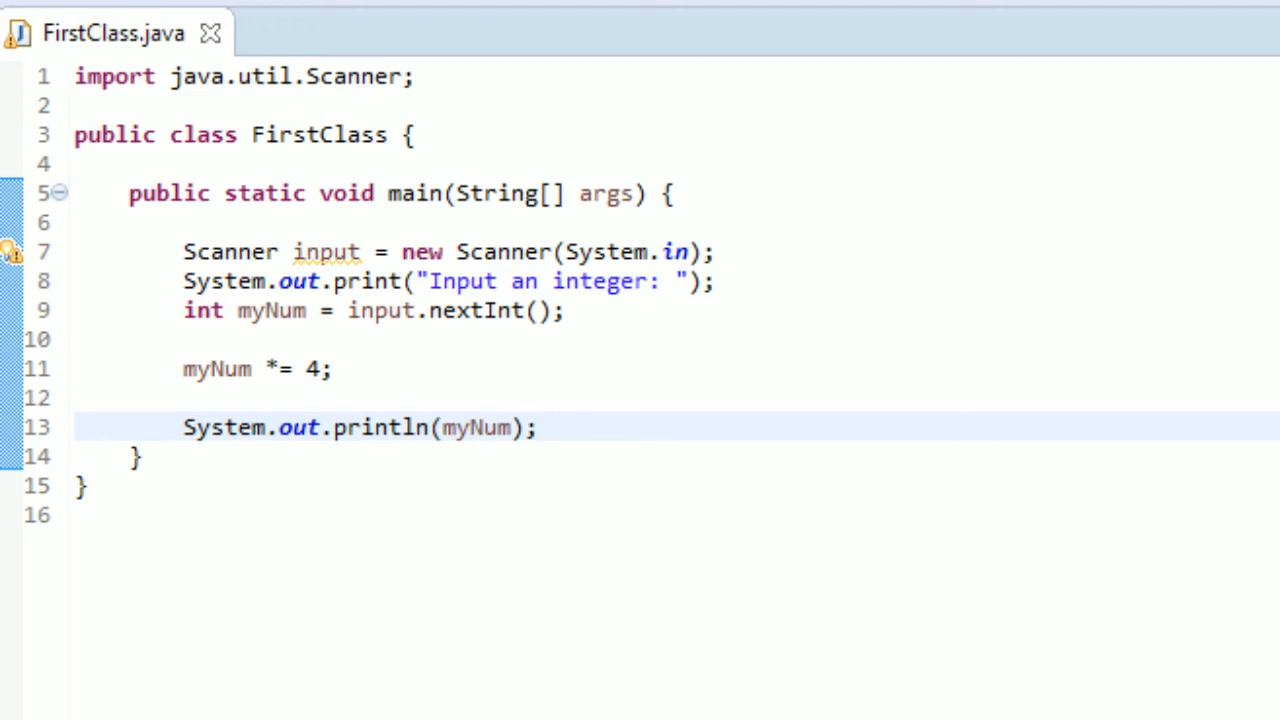 FirstClass.java
1 import java.util.Scanner;
2
3 public class FirstClass {
4
5 public static void main(String[] args) {
6
7 Scanner input = new Scanner(System.in);
8 System.out.print("Input an integer: ");
9 int myNum = input.nextInt();
10
11 myNum *= 4;
12
13 System.out.println(myNum);
14 }
15 }
16